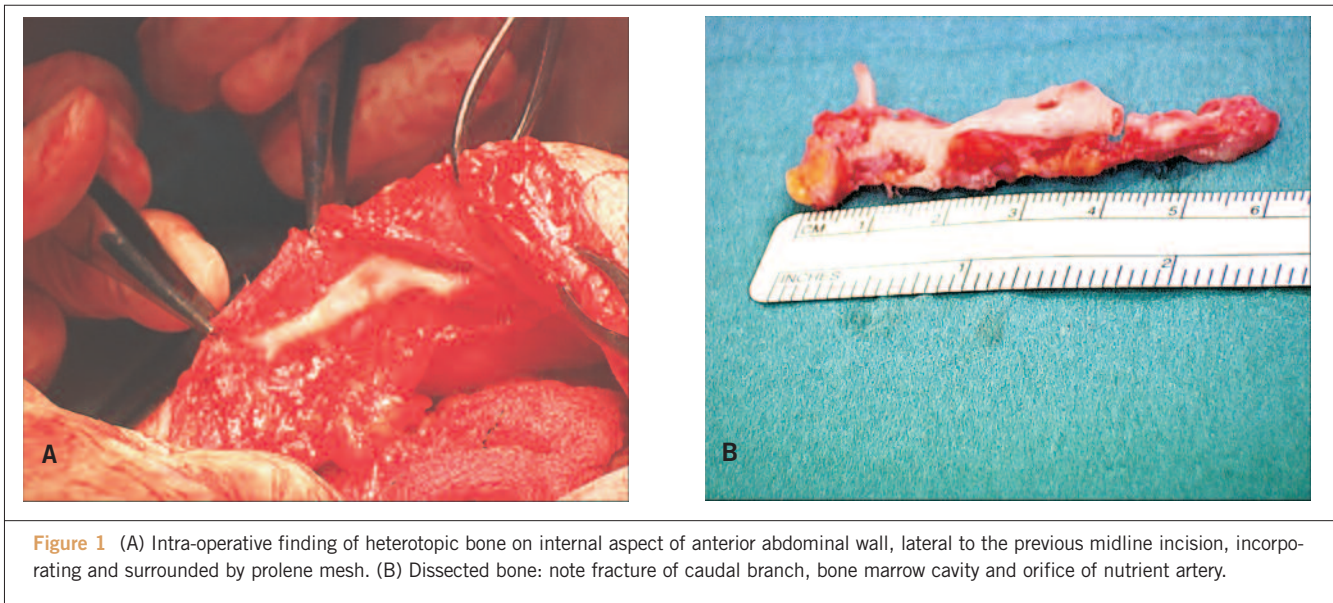 A
B
CM 1 2 3 4 5 6
INCHES 1 2
Figure 1 (A) Intra-operative finding of heterotopic bone on internal aspect of anterior abdominal wall, lateral to the previous midline incision, incorpo-
rating and surrounded by prolene mesh. (B) Dissected bone: note fracture of caudal branch, bone marrow cavity and orifice of nutrient artery.